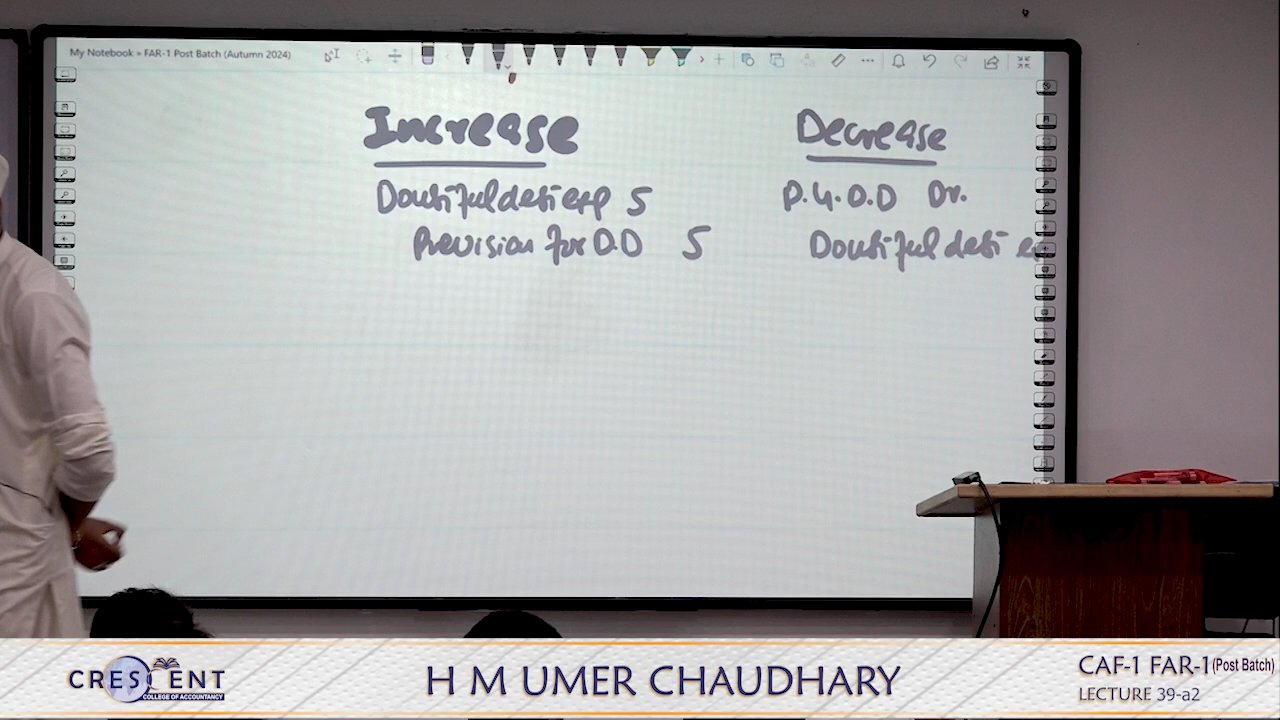 My Notebook » FAR-1 Post Batch (Autumn 2024)
Increase
Doubtful debt exp 5
Provision for D.D 5
Decrease
P.4.D.D Dr.
Doubtful debt
CRESCENT
COLLEGE OF ACCOUNTANCY
H M UMER CHAUDHARY
CAF-1 FAR-1 (Post Batch)
LECTURE 39-a2